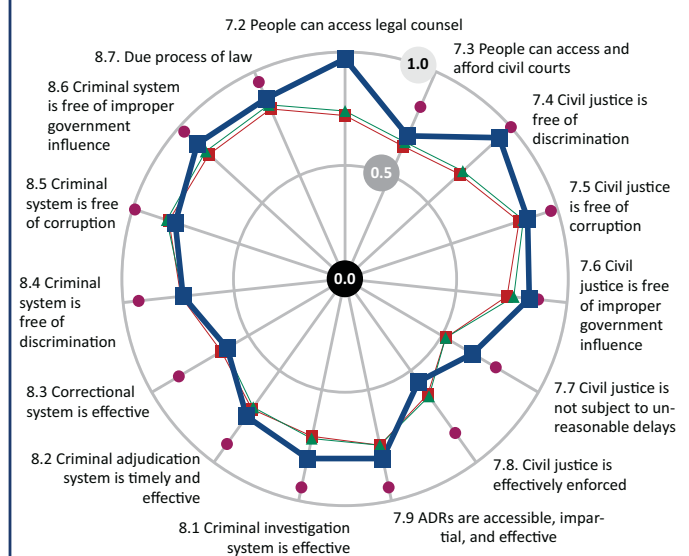 7.2 People can access legal counsel
1.0
7.3 People can access and
afford civil courts
7.4 Civil justice is
free of
discrimination
0.5
7.5 Civil justice
is free of
corruption
0.0
7.6 Civil
justice is free
of improper
government
influence
7.7 Civil justice is
not subject to un-
reasonable delays
7.8. Civil justice is
effectively enforced
7.9 ADRs are accessible, impar-
tial, and effective
8.1 Criminal investigation
system is effective
8.2 Criminal adjudication
system is timely and
effective
8.3 Correctional
system is effective
8.4 Criminal
system is
free of
discrimination
8.5 Criminal
system is free
of corruption
8.6 Criminal system
is free of improper
government
influence
8.7. Due process of law